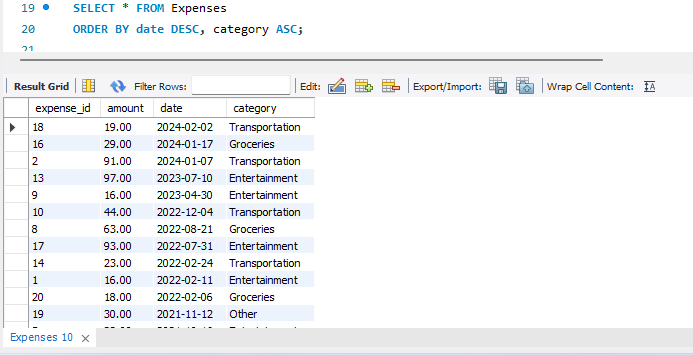 19 SELECT * FROM Expenses
20 ORDER BY date DESC, category ASC;
21
Result Grid Filter Rows: Edit: Export/Import: Wrap Cell Content: IA
expense_id amount date category
18 19.00 2024-02-02 Transportation
16 29.00 2024-01-17 Groceries
2 91.00 2024-01-07 Transportation
13 97.00 2023-07-10 Entertainment
9 16.00 2023-04-30 Entertainment
10 44.00 2022-12-04 Transportation
8 63.00 2022-08-21 Groceries
17 93.00 2022-07-31 Entertainment
14 23.00 2022-02-24 Transportation
1 16.00 2022-02-11 Entertainment
20 18.00 2022-02-06 Groceries
19 30.00 2021-11-12 Other
Expenses 10